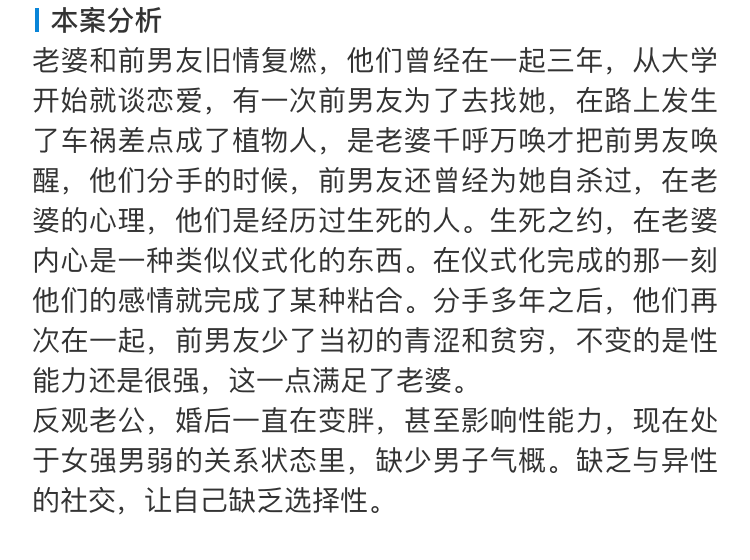 本案分析
老婆和前男友旧情复燃，他们曾经在一起三年，从大学
开始就谈恋爱，有一次前男友为了去找她，在路上发生
了车祸差点成了植物人，是老婆千呼万唤才把前男友唤
醒，他们分手的时候，前男友还曾经为她自杀过，在老
婆的心理，他们是经历过生死的人。生死之约，在老婆
内心是一种类似仪式化的东西。在仪式化完成的那一刻
他们的感情就完成了某种粘合。分手多年之后，他们再
次在一起，前男友少了当初的青涩和贫穷，不变的是性
能力还是很强，这一点满足了老婆。
反观老公，婚后一直在变胖，甚至影响性能力，现在处
于女强男弱的关系状态里，缺少男子气概。缺乏与异性
的社交，让自己缺乏选择性。